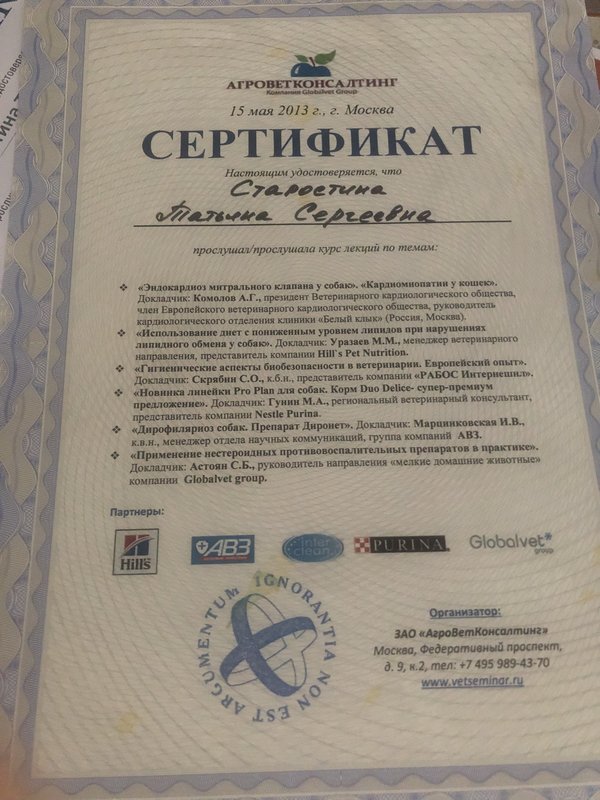 АГРОВЕТКОНСАЛТИНГ
Компания Globalvet Group
15 мая 2013 г., г. Москва
СЕРТИФИКАТ
Настоящим удостоверяется, что
Старостина
Татьяна Сергеевна
прослушал/прослушала курс лекций по темам:
❖ «Эндокардиоз митрального клапана у собак». «Кардиомиопатии у кошек».
Докладчик: Комолов А.Г., президент Ветеринарного кардиологического общества,
член Европейского ветеринарного кардиологического общества, руководитель
кардиологического отделения клиники «Белый клык» (Россия, Москва).
❖ «Использование диет с пониженным уровнем липидов при нарушениях
липидного обмена у собак». Докладчик: Уразаев М.М., менеджер ветеринарного
направления, представитель компании Hill's Pet Nutrition.
❖ «Гигиенические аспекты биобезопасности в ветеринарии. Европейский опыт».
Докладчик: Скрябин С.О., к.б.н., представитель компании «РАБОС Интернешнл».
❖ «Новинка линейки Pro Plan для собак. Корм Duo Delice- супер-премиум
предложение». Докладчик: Гунин М.А., региональный ветеринарный консультант,
представитель компании Nestle Purina.
❖ «Дирофиляриоз собак. Препарат Диронет». Докладчик: Марцинковская И.В.,
к.в.н., менеджер отдела научных коммуникаций, группа компаний АВЗ.
❖ «Применение нестероидных противовоспалительных препаратов в практике».
Докладчик: Астоян С.Б., руководитель направления «мелкие домашние животные»
компании Globalvet group.
Партнеры:
Hill's
АВЗ
inter clean
PURINA
Globalvet*
group
ARGUMENTUM IGNORANTIA NON EST
Организатор:
ЗАО «АгроВетКонсалтинг»
Москва, Федеративный проспект,
д. 9, к.2, тел: +7 495 989-43-70
www.vetseminar.ru